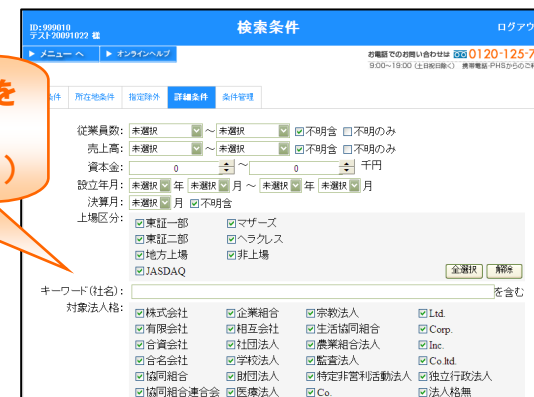 ID:999010
テスト20091022 様
検索条件
ログアウ
▶ メニュー へ ▶ オンラインヘルプ
お電話でのお問い合わせは 0120-125-7
9:00～19:00 (土日祝日除く) 携帯電話・PHSからのご利
を
)
条件 所在地条件 指定除外 詳細条件 条件管理
従業員数: 未選択 ～ 未選択 不明含 不明のみ
売上高: 未選択 ～ 未選択 不明含 不明のみ
資本金: 0 ～ 0 千円
設立年月: 未選択 年 未選択 月 ～ 未選択 年 未選択 月
決算月: 未選択 月 不明含
上場区分:
東証一部 マザーズ
東証二部 ヘラクレス
地方上場 非上場
JASDAQ 全選択 解除
キーワード(社名): を含む
対象法人格:
株式会社 企業組合 宗教法人 Ltd.
有限会社 相互会社 生活協同組合 Corp.
合資会社 社団法人 農業組合法人 Inc.
合名会社 学校法人 監査法人 Co.ltd.
協同組合 財団法人 特定非営利活動法人 独立行政法人
協同組合連合会 医療法人 Co. 法人格無